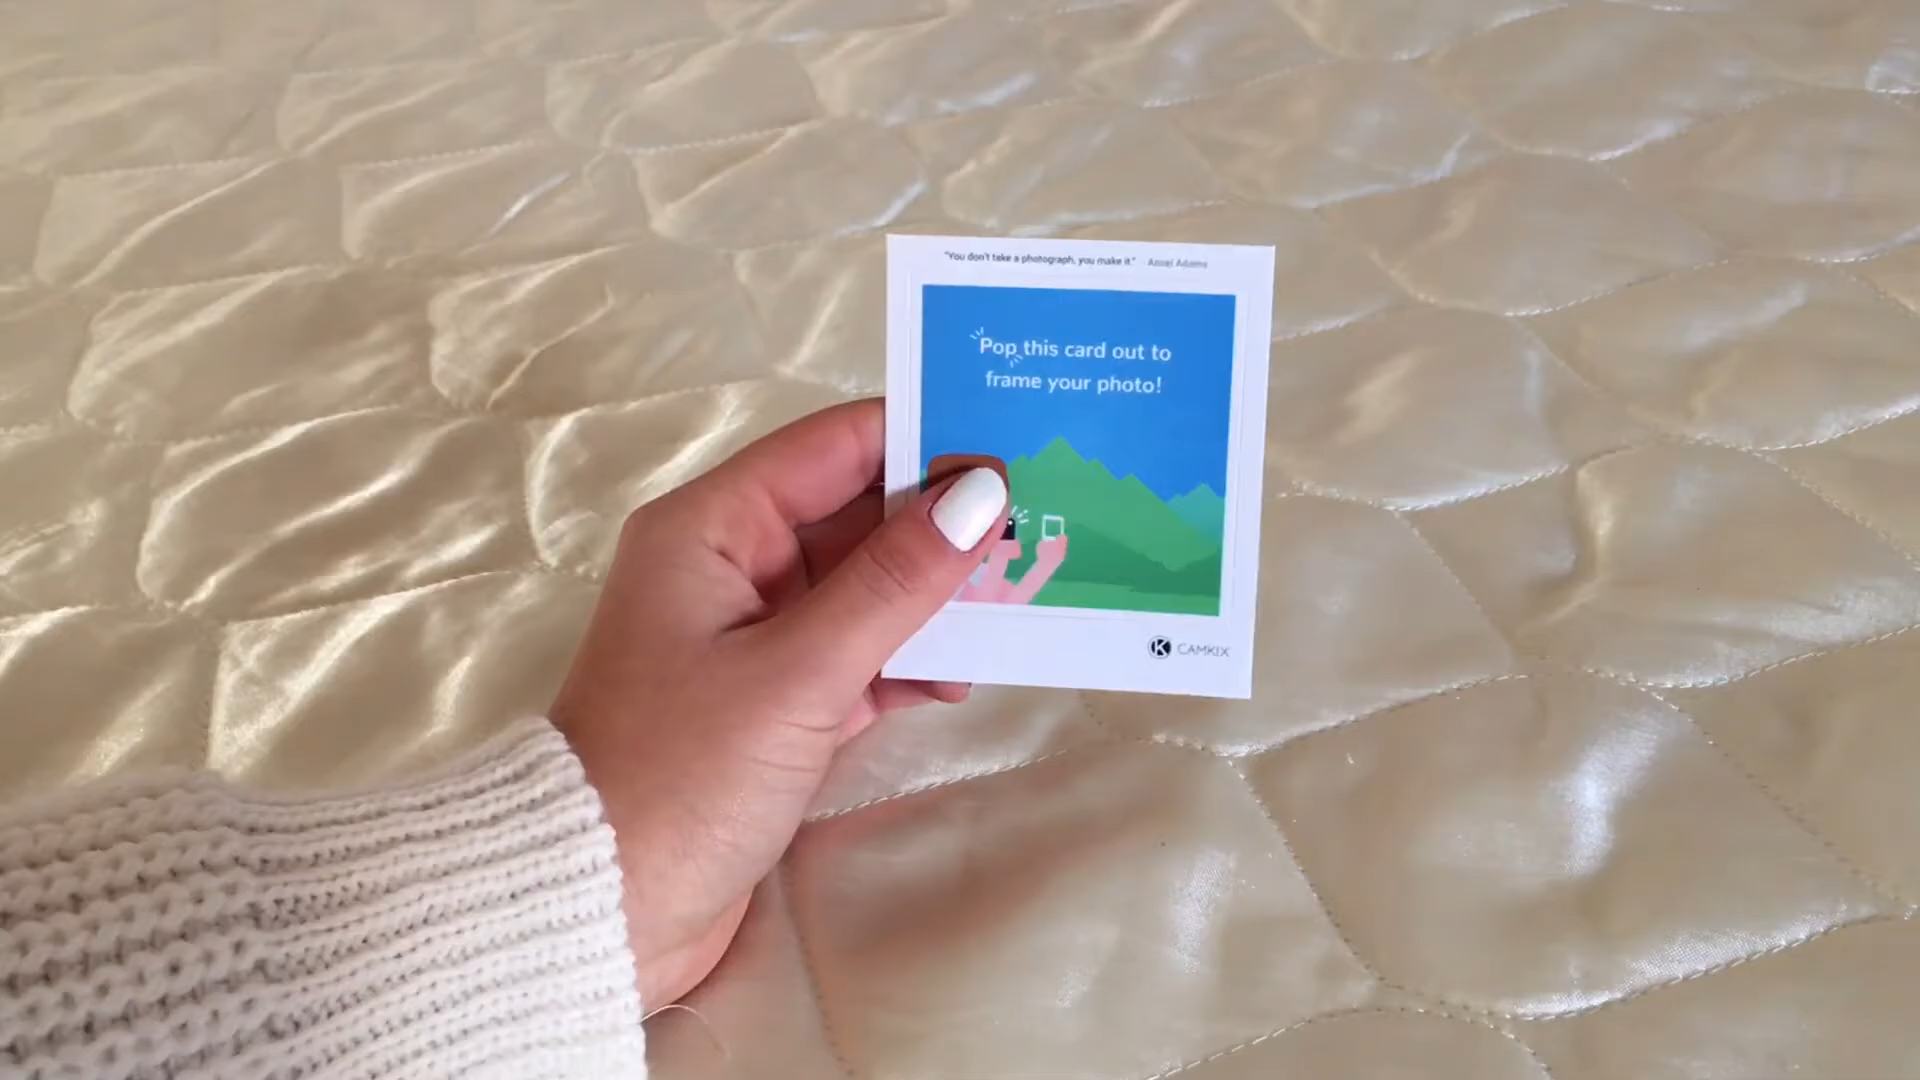 "You don't take a photograph, you make it." - Ansel Adams
Pop this card out to
frame your photo!
K CAMKIX